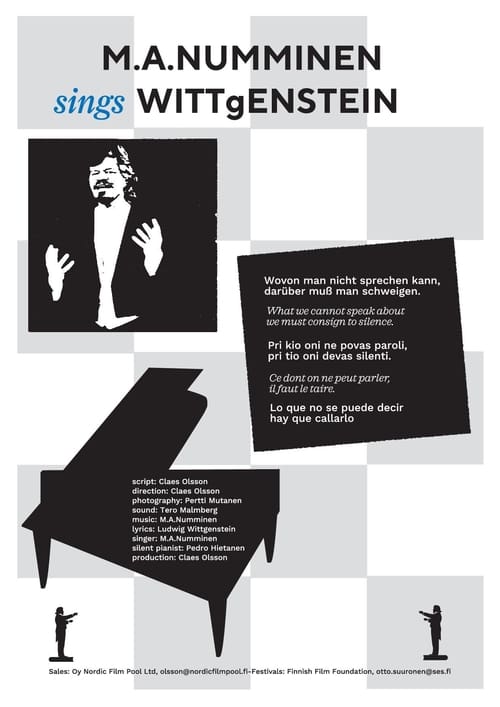 M.A.NUMMINEN
sings WITTgENSTEIN
Wovon man nicht sprechen kann,
darüber muß man schweigen.
What we cannot speak about
we must consign to silence.
Pri kio oni ne povas paroli,
pri tio oni devas silenti.
Ce dont on ne peut parler,
il faut le taire.
Lo que no se puede decir
hay que callarlo
script: Claes Olsson
direction: Claes Olsson
photography: Pertti Mutanen
sound: Tero Malmberg
music: M.A.Numminen
lyrics: Ludwig Wittgenstein
singer: M.A.Numminen
silent pianist: Pedro Hietanen
production: Claes Olsson
Sales: Oy Nordic Film Pool Ltd, olsson@nordicfilmpool.fi-Festivals: Finnish Film Foundation, otto.suuronen@ses.fi